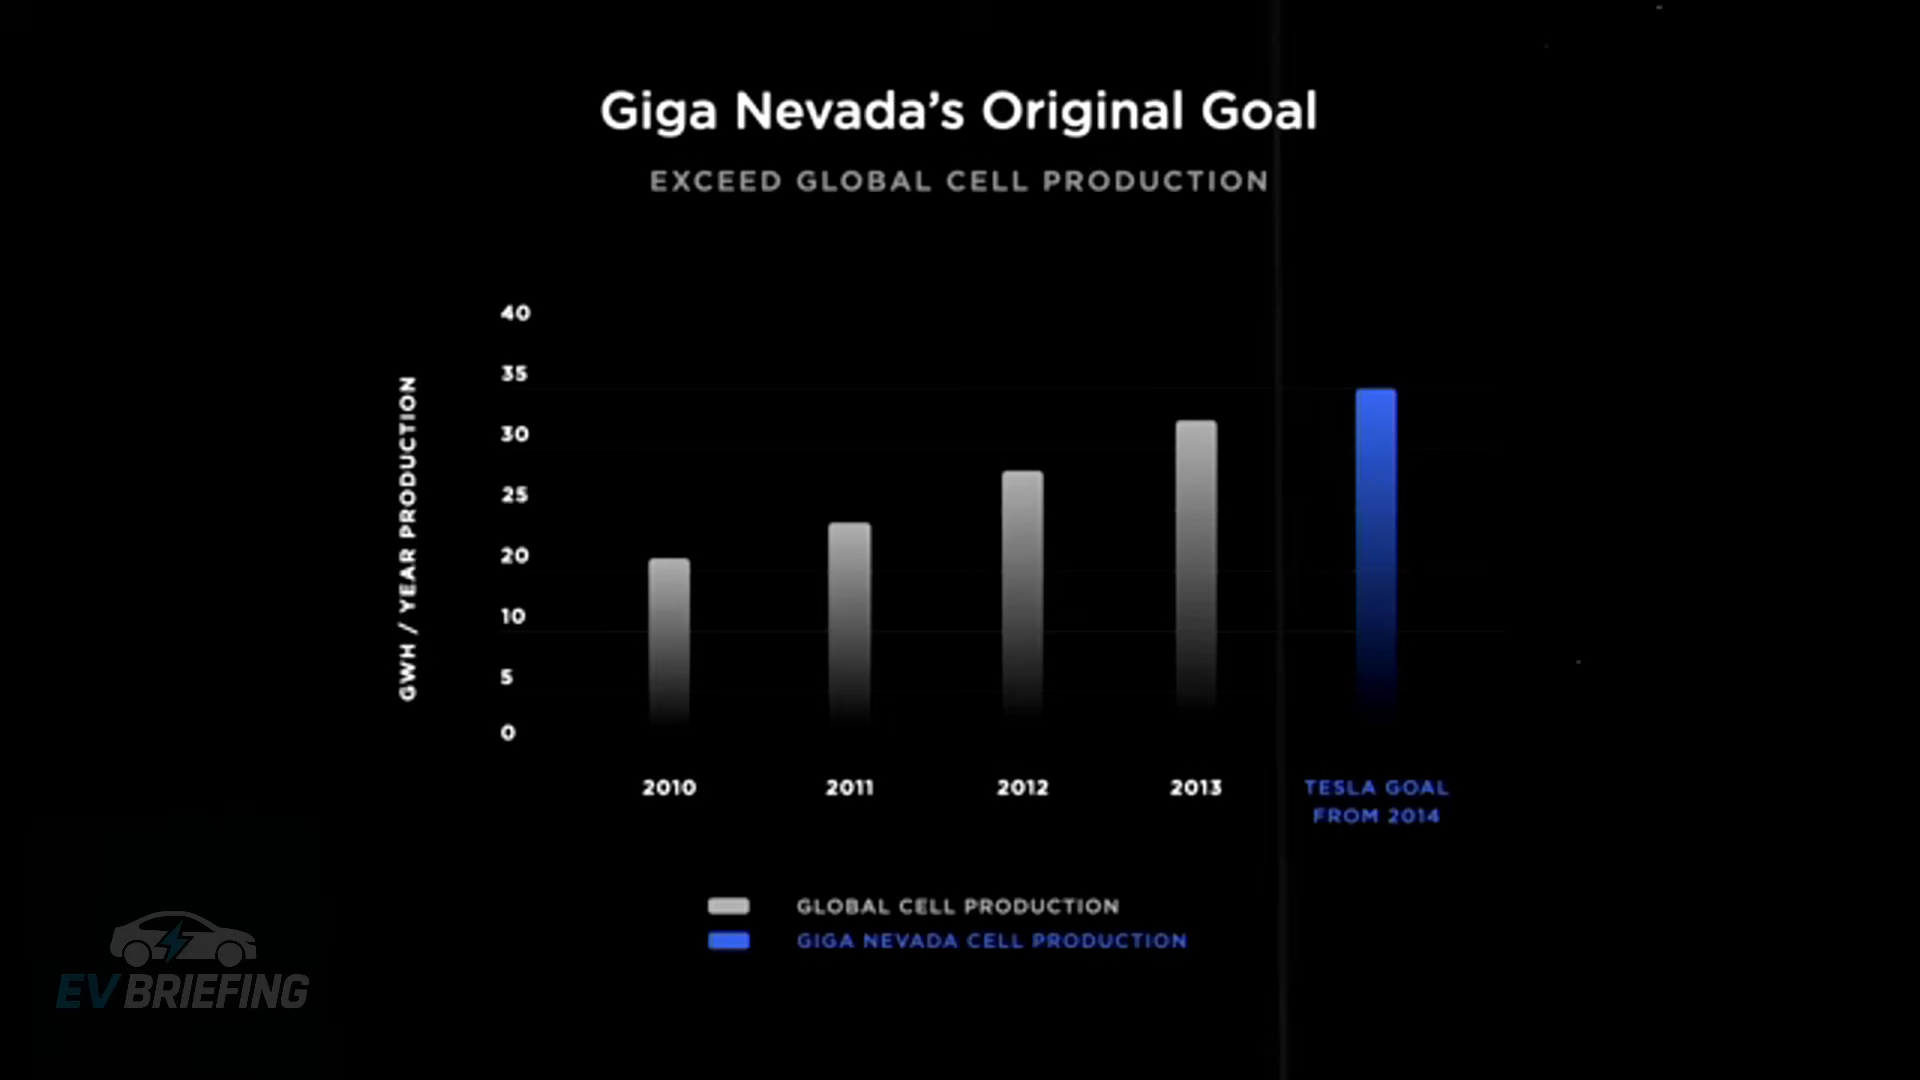 Giga Nevada’s Original Goal
EXCEED GLOBAL CELL PRODUCTION
GWH / YEAR PRODUCTION
40
35
30
25
20
10
5
0
2010
2011
2012
2013
TESLA GOAL
FROM 2014
GLOBAL CELL PRODUCTION
GIGA NEVADA CELL PRODUCTION
EV BRIEFING